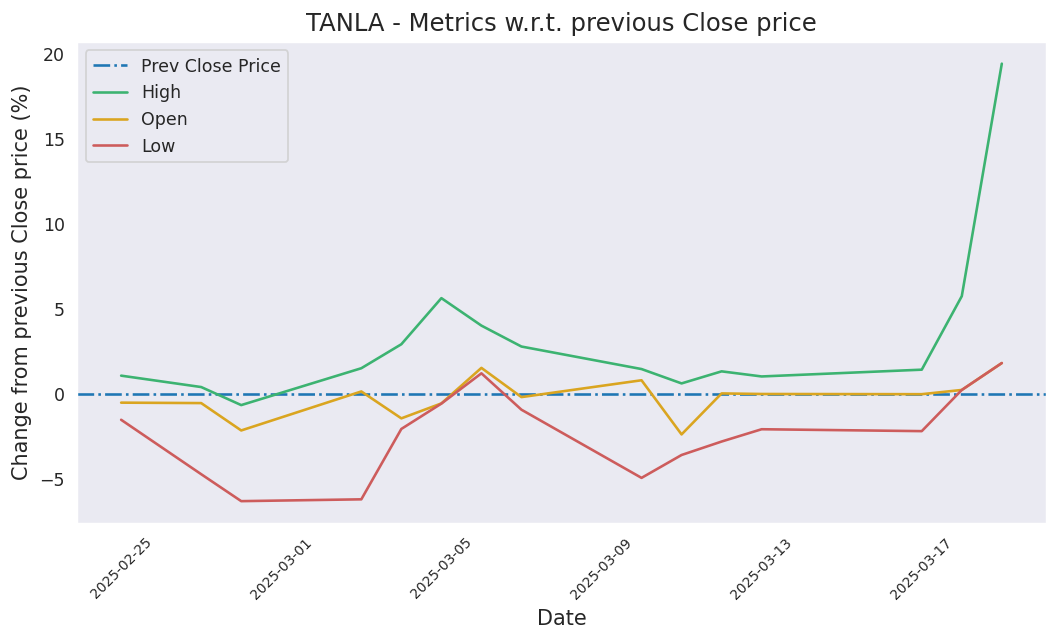 TANLA - Metrics w.r.t. previous Close price
Change from previous Close price (%)
20
15
10
5
0
−5
Prev Close Price
High
Open
Low
2025-02-25
2025-03-01
2025-03-05
2025-03-09
2025-03-13
2025-03-17
Date